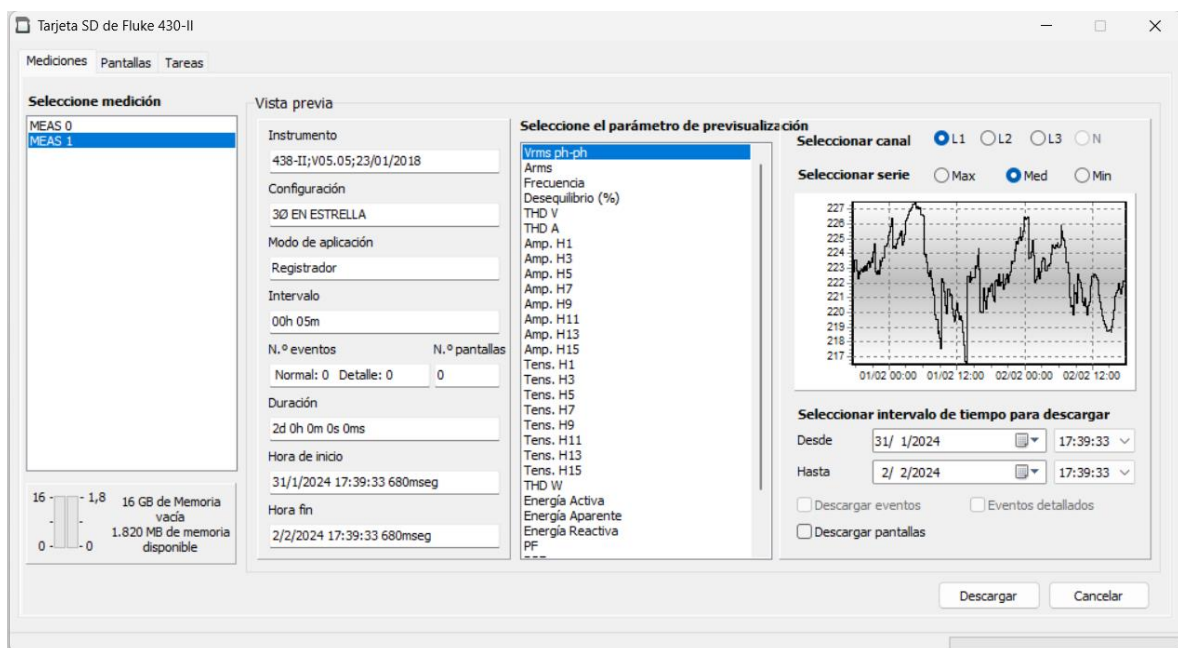 Tarjeta SD de Fluke 430-II
Mediciones Pantallas Tareas
Seleccione medición
MEAS 0
MEAS 1
16 - - 1,8
- -
0 - - 0
16 GB de Memoria
vacía
1.820 MB de memoria
disponible
Vista previa
Instrumento
438-II;V05.05;23/01/2018
Configuración
3Ø EN ESTRELLA
Modo de aplicación
Registrador
Intervalo
00h 05m
N.º eventos N.º pantallas
Normal: 0 Detalle: 0 0
Duración
2d 0h 0m 0s 0ms
Hora de inicio
31/1/2024 17:39:33 680mseg
Hora fin
2/2/2024 17:39:33 680mseg
Seleccione el parámetro de previsualización
Vrms ph-ph
Arms
Frecuencia
Desequilibrio (%)
THD V
THD A
Amp. H1
Amp. H3
Amp. H5
Amp. H7
Amp. H9
Amp. H11
Amp. H13
Amp. H15
Tens. H1
Tens. H3
Tens. H5
Tens. H7
Tens. H9
Tens. H11
Tens. H13
Tens. H15
THD W
Energía Activa
Energía Aparente
Energía Reactiva
PF
Seleccionar canal L1 L2 L3 N
Seleccionar serie Max Med Min
227
226
225
224
223
222
221
220
219
218
217
01/02 00:00 01/02 12:00 02/02 00:00 02/02 12:00
Seleccionar intervalo de tiempo para descargar
Desde 31/ 1/2024 17:39:33
Hasta 2/ 2/2024 17:39:33
Descargar eventos Eventos detallados
Descargar pantallas
Descargar Cancelar